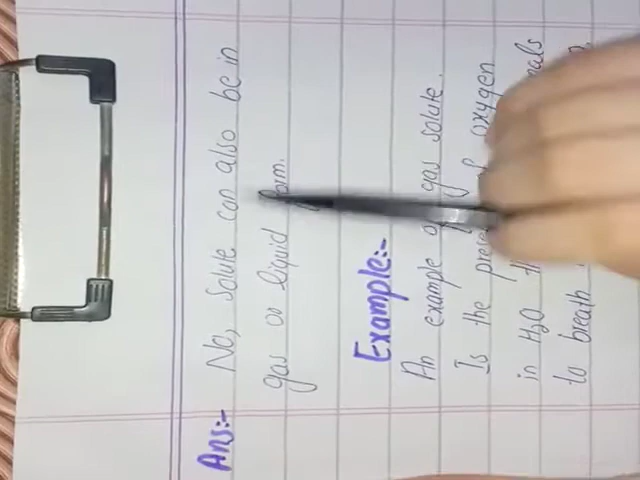 Ans:- No, Solute can also be in
gas or liquid form.
Example:-
An example of gas solute.
Is the of oxygen
in H2O
to breath